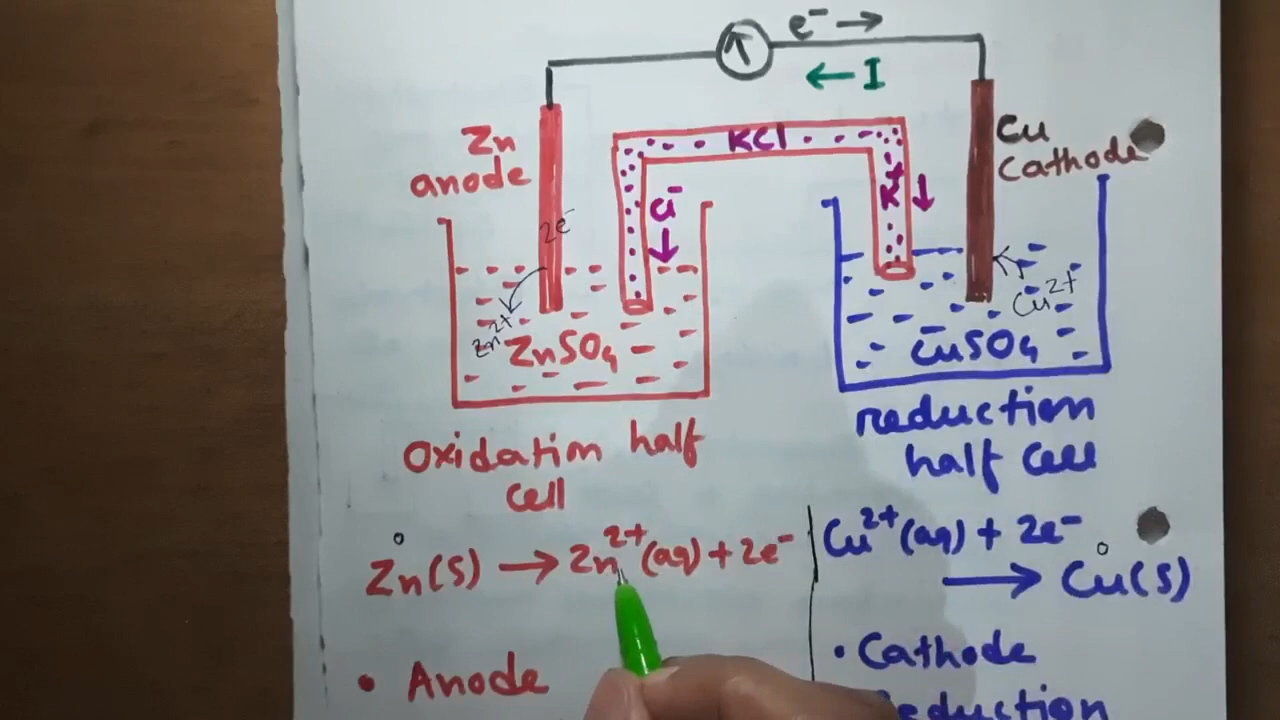 e⁻ →
← I
Zn
anode
KCl
Cu
Cathode
Cl⁻
K⁺
2e⁻
Zn²⁺
Cu²⁺
ZnSO₄
CuSO₄
oxidation half
cell
reduction
half cell
Zn(s) → Zn²⁺(aq) + 2e⁻
Cu²⁺(aq) + 2e⁻
→ Cu(s)
• Anode
• Cathode
Reduction